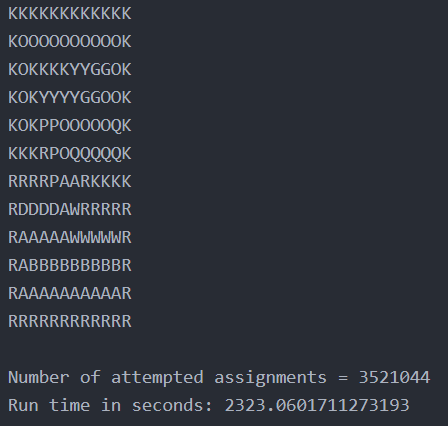 KKKKKKKKKKKK
KOOOOOOOOOOK
KOKKKKYYGGOK
KOKYYYYGGOOK
KOKPPOOOOOQK
KKKRPOQQQQQK
RRRRPAARKKKK
RDDDDAWRRRRR
RAAAAAWWWWWR
RABBBBBBBBBR
RAAAAAAAAAAR
RRRRRRRRRRRR
Number of attempted assignments = 3521044
Run time in seconds: 2323.0601711273193